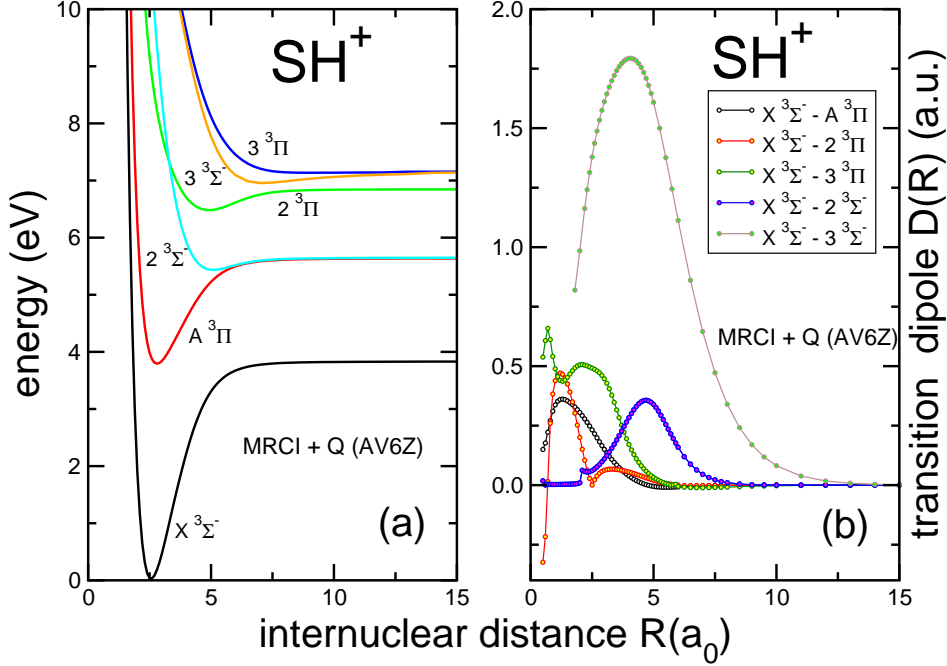 SH⁺
10
8
6
4
2
0
energy (eV)
3 ³Π
3 ³Σ⁻
2 ³Π
2 ³Σ⁻
A ³Π
MRCI + Q (AV6Z)
X ³Σ⁻
(a)
0
5
10
15
SH⁺
2.0
1.5
1.0
0.5
0.0
X ³Σ⁻ - A ³Π
X ³Σ⁻ - 2 ³Π
X ³Σ⁻ - 3 ³Π
X ³Σ⁻ - 2 ³Σ⁻
X ³Σ⁻ - 3 ³Σ⁻
MRCI + Q (AV6Z)
(b)
0
5
10
15
transition dipole D(R) (a.u.)
internuclear distance R(a₀)